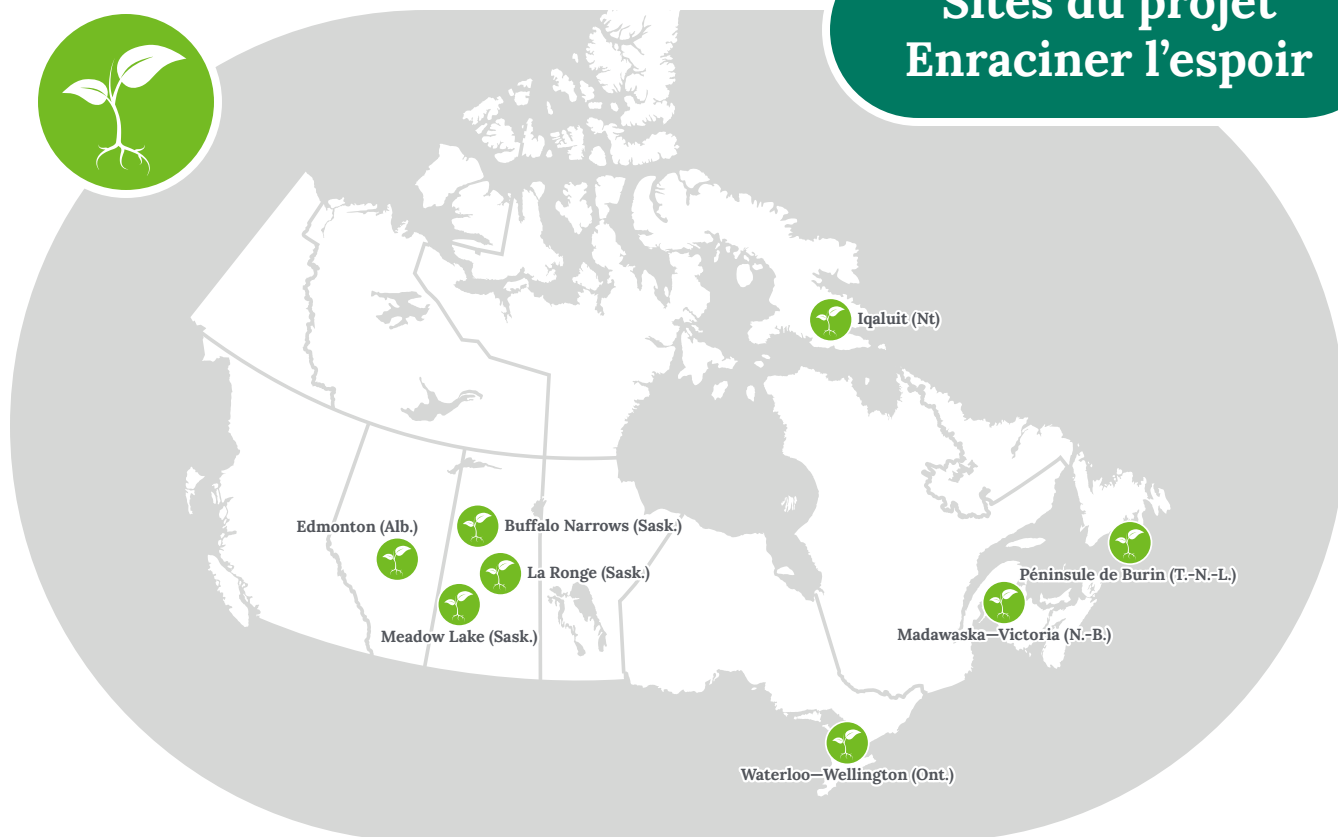 Sites du projet
Enraciner l’espoir
Iqaluit (Nt)
Edmonton (Alb.)
Buffalo Narrows (Sask.)
La Ronge (Sask.)
Meadow Lake (Sask.)
Péninsule de Burin (T.-N.-L.)
Madawaska—Victoria (N.-B.)
Waterloo—Wellington (Ont.)